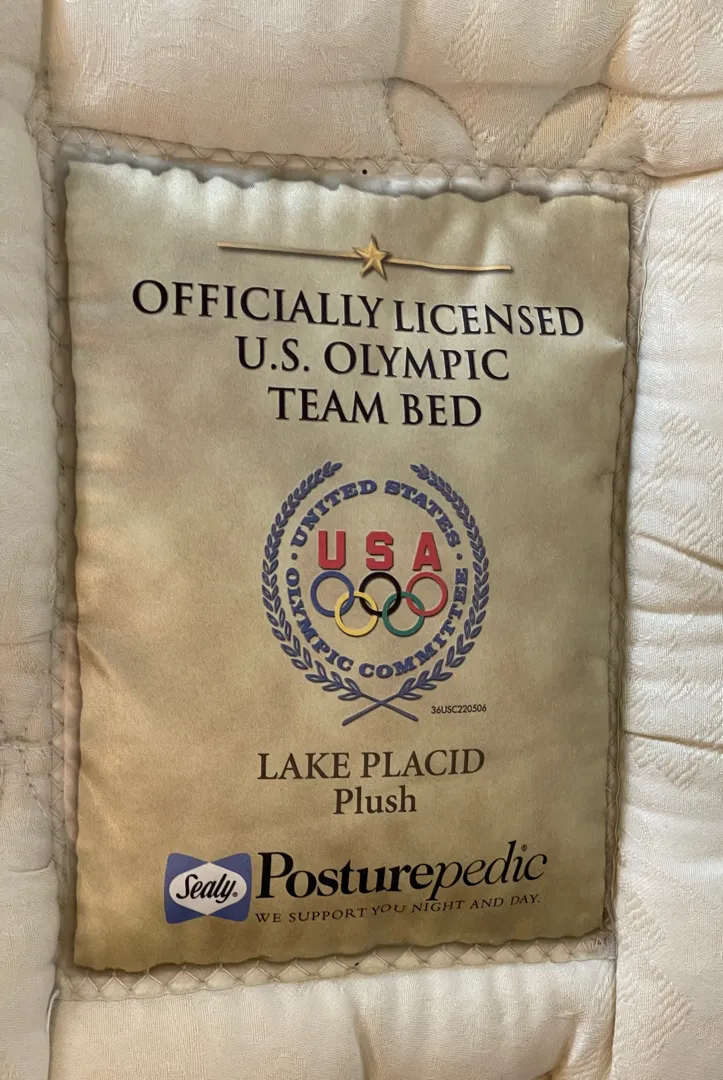 OFFICIALLY LICENSED
U.S. OLYMPIC
TEAM BED
UNITED STATES
USA
OLYMPIC COMMITTEE
36USC220506
LAKE PLACID
Plush
Sealy® Posturepedic®
WE SUPPORT YOU NIGHT AND DAY.